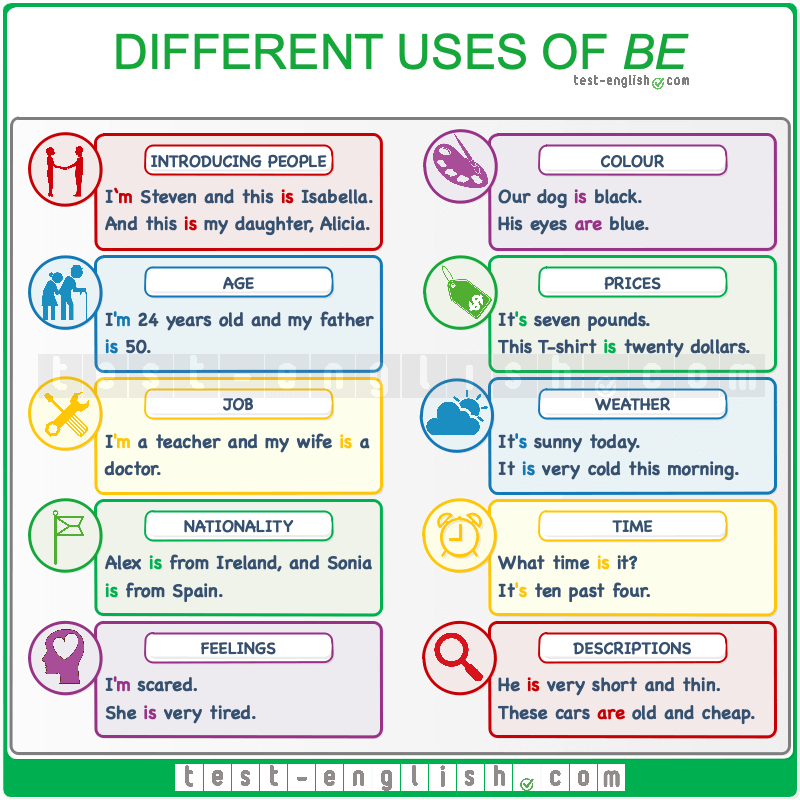 DIFFERENT USES OF BE
test-english.com
INTRODUCING PEOPLE
I'm Steven and this is Isabella.
And this is my daughter, Alicia.
AGE
I'm 24 years old and my father
is 50.
JOB
I'm a teacher and my wife is a
doctor.
NATIONALITY
Alex is from Ireland, and Sonia
is from Spain.
FEELINGS
I'm scared.
She is very tired.
COLOUR
Our dog is black.
His eyes are blue.
PRICES
It's seven pounds.
This T-shirt is twenty dollars.
WEATHER
It's sunny today.
It is very cold this morning.
TIME
What time is it?
It's ten past four.
DESCRIPTIONS
He is very short and thin.
These cars are old and cheap.
test-english.com
test-english.com